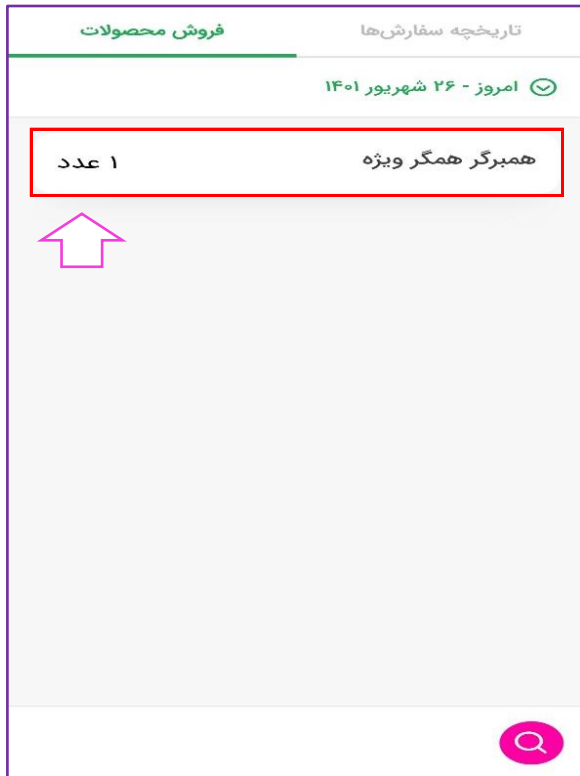 تاریخچه سفارش‌ها
فروش محصولات
امروز - ۲۶ شهریور ۱۴۰۱
همبرگر همگر ویژه
۱ عدد